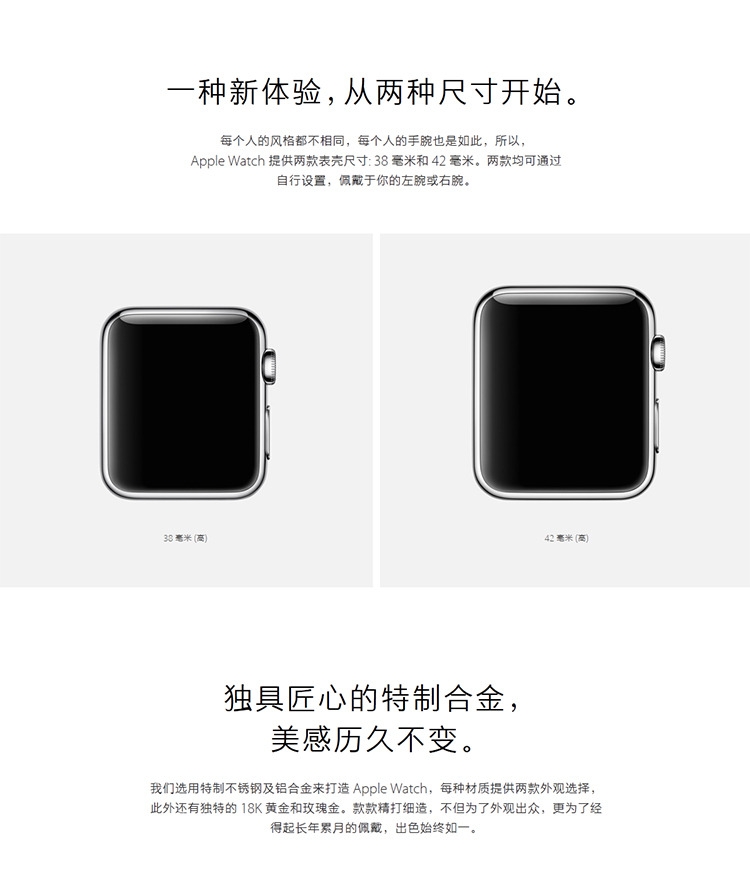 一种新体验，从两种尺寸开始。
每个人的风格都不相同，每个人的手腕也是如此，所以，
Apple Watch 提供两款表壳尺寸: 38 毫米和 42 毫米。两款均可通过
自行设置，佩戴于你的左腕或右腕。
38 毫米 (高)
42 毫米 (高)
独具匠心的特制合金，
美感历久不变。
我们选用特制不锈钢及铝合金来打造 Apple Watch，每种材质提供两款外观选择，
此外还有独特的 18K 黄金和玫瑰金。款款精打细造，不但为了外观出众，更为了经
得起长年累月的佩戴，出色始终如一。